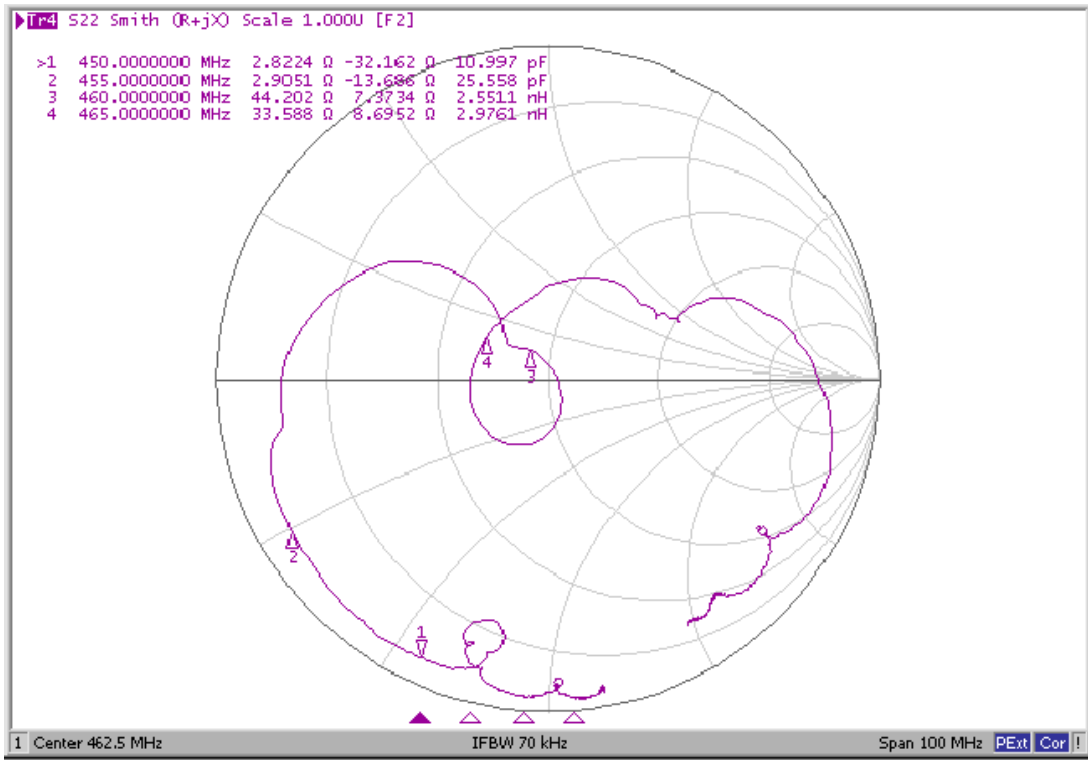 Tr4 S22 Smith (R+jX) Scale 1.000U [F2]
>1 450.0000000 MHz 2.8224 Ω -32.162 Ω 10.997 pF
2 455.0000000 MHz 2.9051 Ω -13.686 Ω 25.558 pF
3 460.0000000 MHz 44.202 Ω 7.3734 Ω 2.5511 nH
4 465.0000000 MHz 33.588 Ω 8.6952 Ω 2.9761 nH
4
3
2
1
1 Center 462.5 MHz IFBW 70 kHz Span 100 MHz PExt Cor !